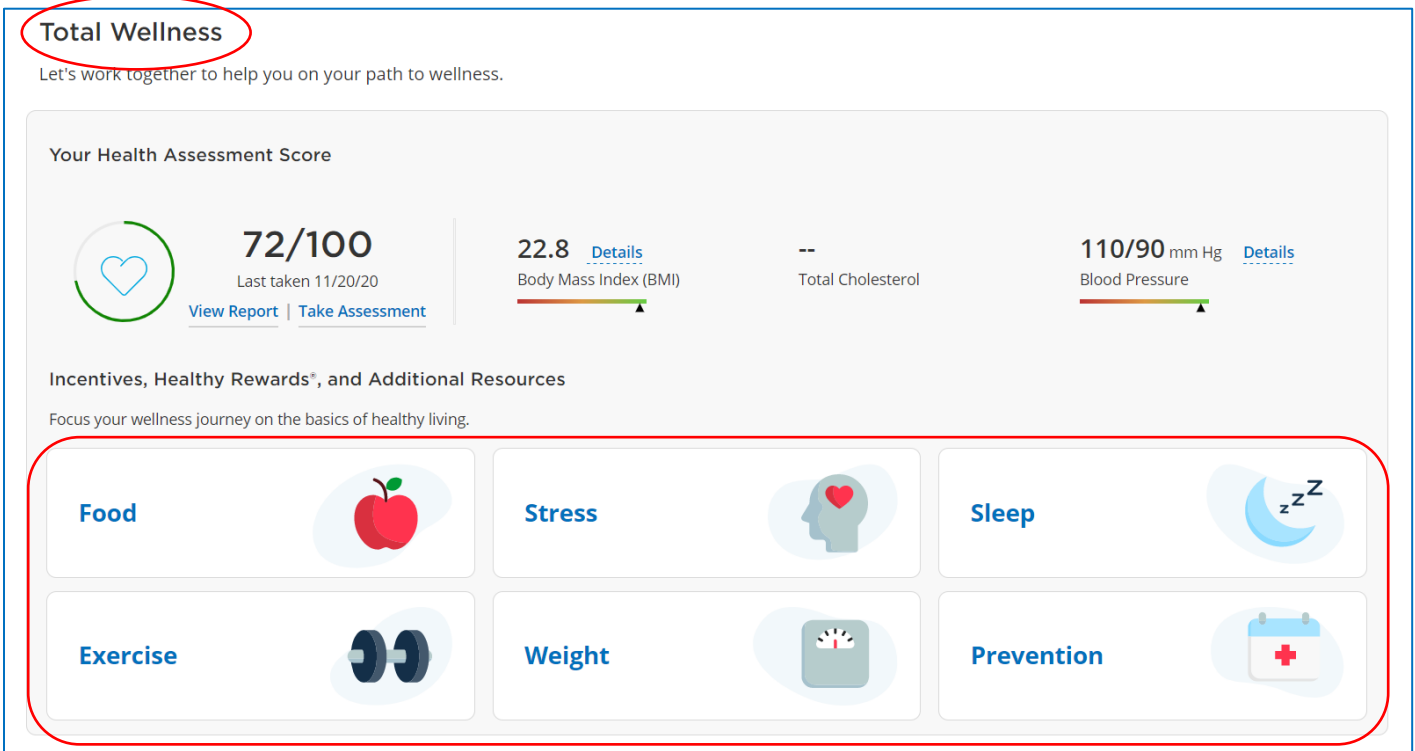 Total Wellness
Let's work together to help you on your path to wellness.
Your Health Assessment Score
72/100
Last taken 11/20/20
View Report | Take Assessment
22.8 Details
Body Mass Index (BMI)
--
Total Cholesterol
110/90 mm Hg Details
Blood Pressure
Incentives, Healthy Rewards®, and Additional Resources
Focus your wellness journey on the basics of healthy living.
Food
Stress
Sleep
z z Z
Exercise
Weight
Prevention